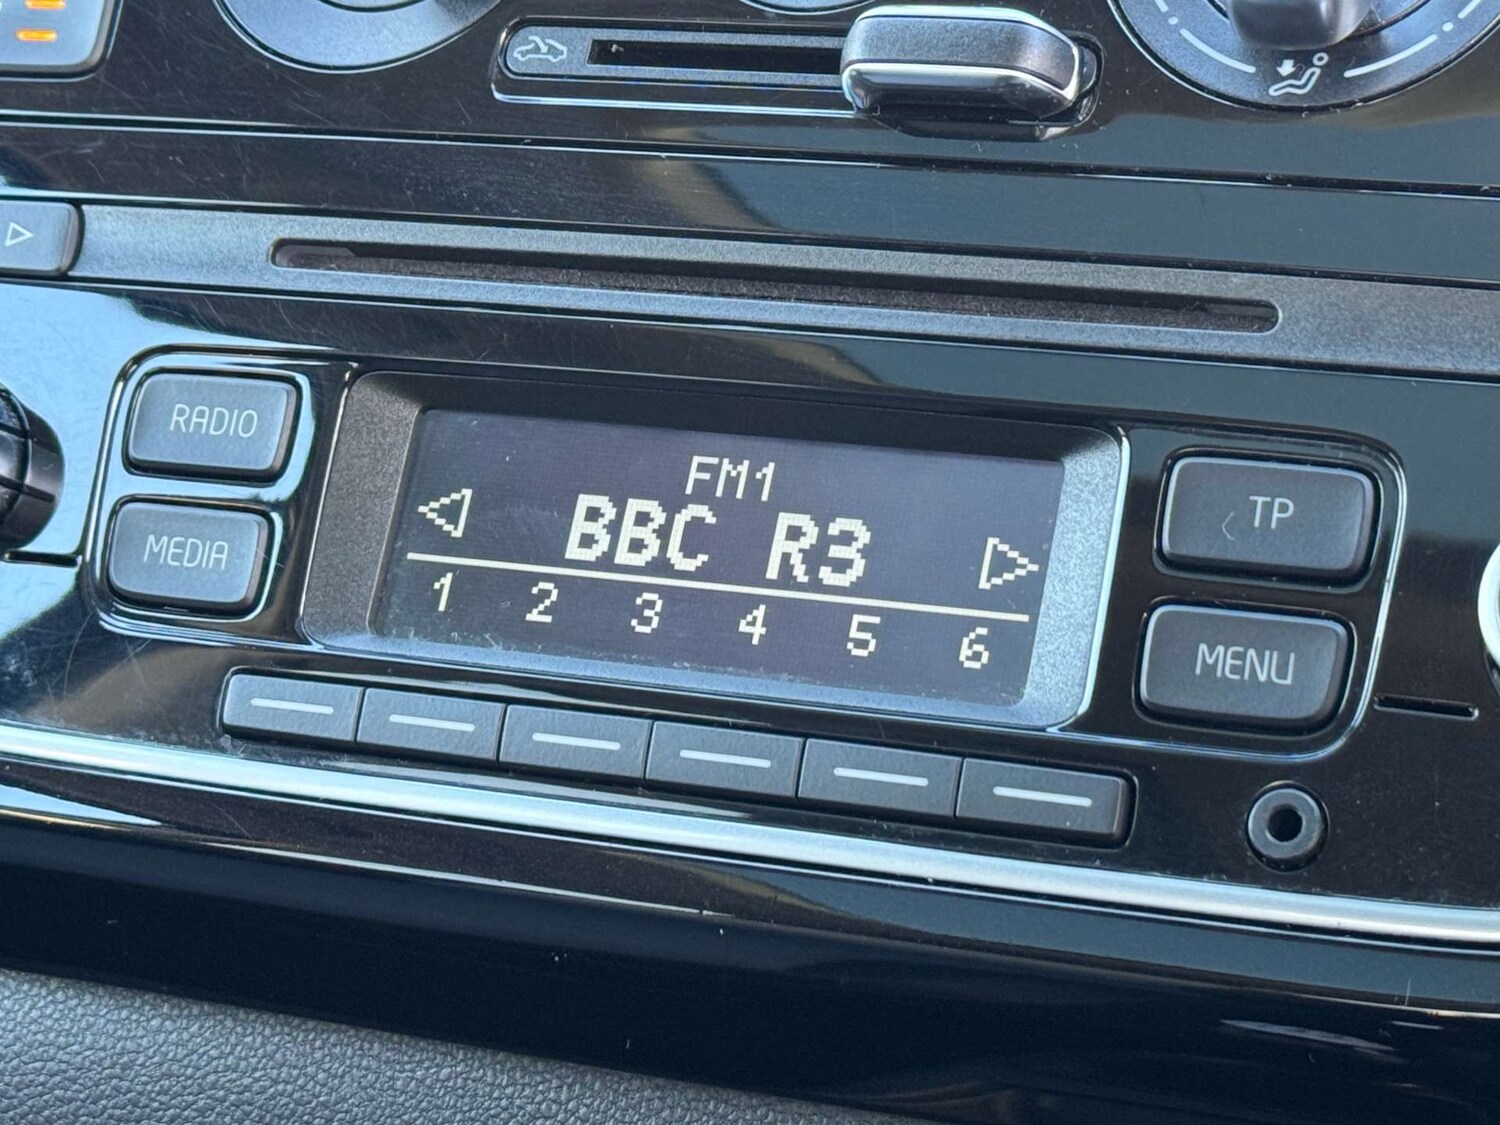 RADIO
MEDIA
FM1
BBC R3
1 2 3 4 5 6
TP
MENU